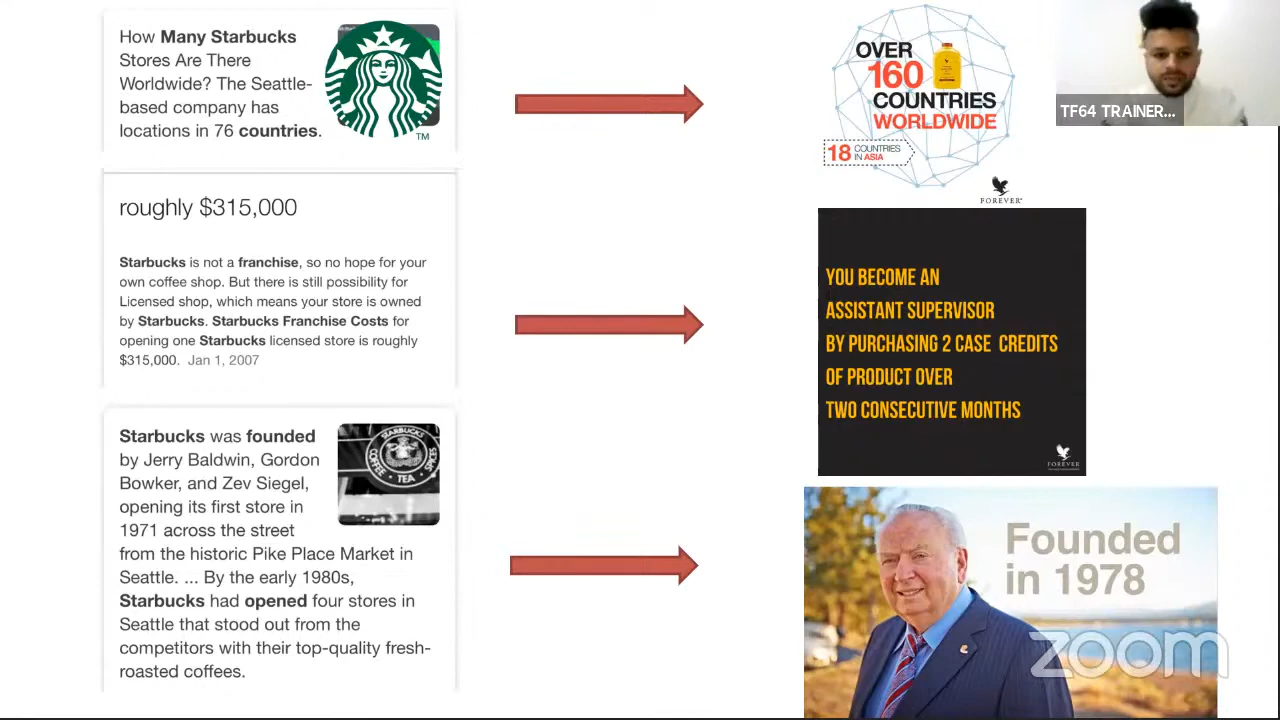 How Many Starbucks
Stores Are There
Worldwide? The Seattle-
based company has
locations in 76 countries.
TM
roughly $315,000
Starbucks is not a franchise, so no hope for your
own coffee shop. But there is still possibility for
Licensed shop, which means your store is owned
by Starbucks. Starbucks Franchise Costs for
opening one Starbucks licensed store is roughly
$315,000. Jan 1, 2007
Starbucks was founded
by Jerry Baldwin, Gordon
Bowker, and Zev Siegel,
opening its first store in
1971 across the street
from the historic Pike Place Market in
Seattle. ... By the early 1980s,
Starbucks had opened four stores in
Seattle that stood out from the
competitors with their top-quality fresh-
roasted coffees.
STARBUCKS
COFFEE TEA SPICES
OVER
160
COUNTRIES
WORLDWIDE
18 COUNTRIES
IN ASIA
FOREVER
TF64 TRAINER...
YOU BECOME AN
ASSISTANT SUPERVISOR
BY PURCHASING 2 CASE CREDITS
OF PRODUCT OVER
TWO CONSECUTIVE MONTHS
FOREVER
Founded
in 1978
zoom